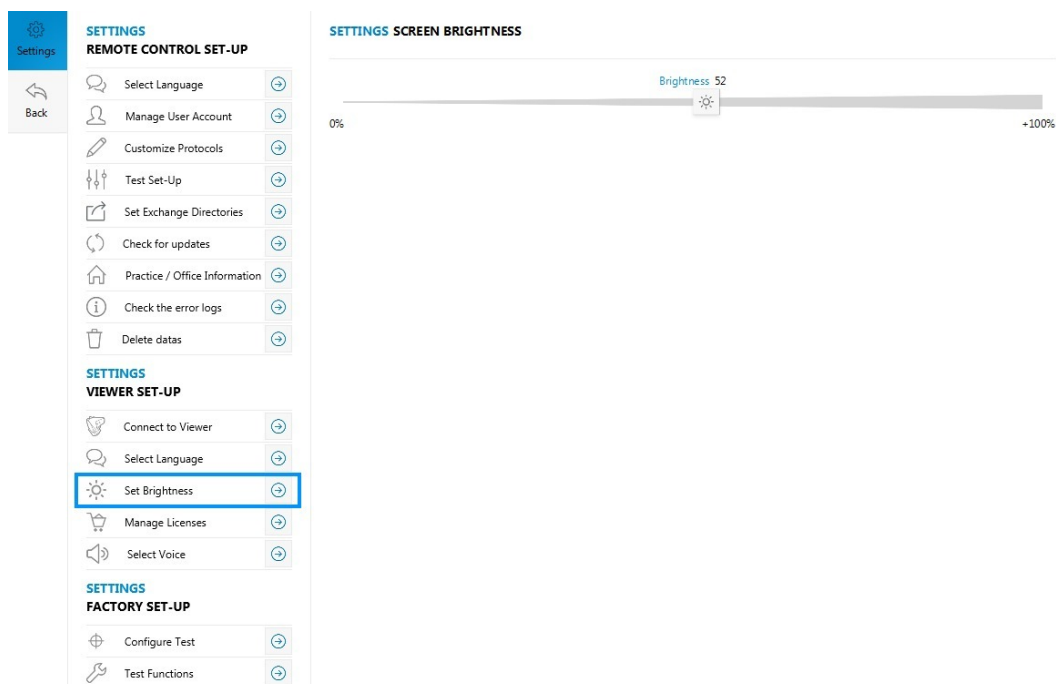 Settings
Back
SETTINGS
REMOTE CONTROL SET-UP
Select Language
Manage User Account
Customize Protocols
Test Set-Up
Set Exchange Directories
Check for updates
Practice / Office Information
Check the error logs
Delete datas
SETTINGS
VIEWER SET-UP
Connect to Viewer
Select Language
Set Brightness
Manage Licenses
Select Voice
SETTINGS
FACTORY SET-UP
Configure Test
Test Functions
SETTINGS SCREEN BRIGHTNESS
Brightness 52
0% +100%